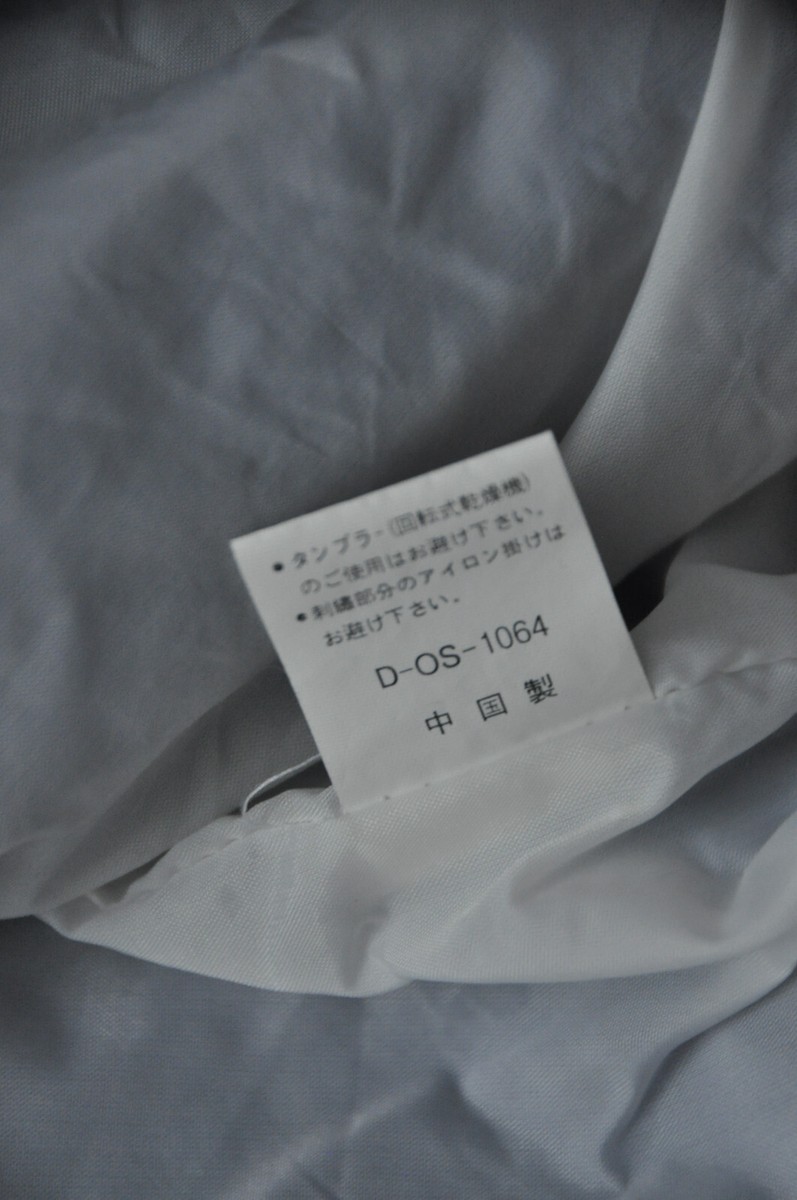 ●タンブラー(回転式乾燥機)
のご使用はお避け下さい。
●刺繍部分のアイロン掛けは
お避け下さい。
D-OS-1064
中国製